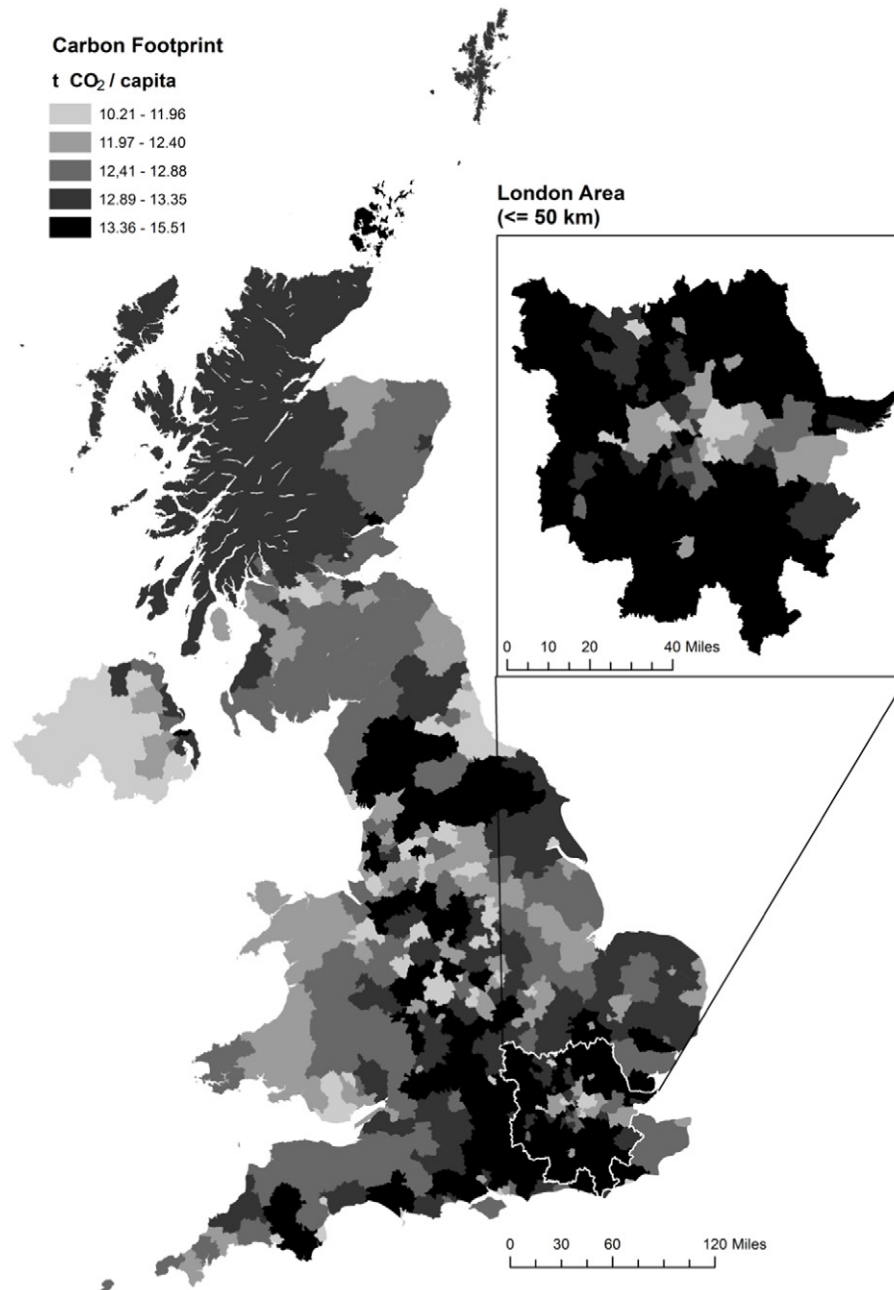 Carbon Footprint
t CO₂ / capita
10.21 - 11.96
11.97 - 12.40
12,41 - 12.88
12.89 - 13.35
13.36 - 15.51
London Area
(<= 50 km)
0 10 20 40 Miles
0 30 60 120 Miles